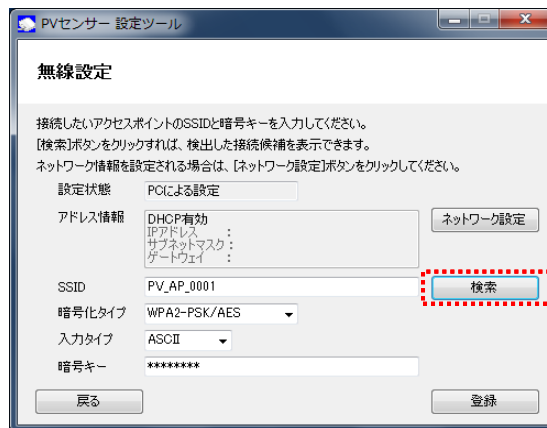 PVセンサー 設定ツール
無線設定
接続したいアクセスポイントのSSIDと暗号キーを入力してください。
[検索]ボタンをクリックすれば、検出した接続候補を表示できます。
ネットワーク情報を設定される場合は、[ネットワーク設定]ボタンをクリックしてください。
設定状態 PCによる設定
アドレス情報 DHCP有効 ネットワーク設定
IPアドレス :
サブネットマスク :
ゲートウェイ :
SSID PV_AP_0001 検索
暗号化タイプ WPA2-PSK/AES
入力タイプ ASCII
暗号キー ********
戻る 登録